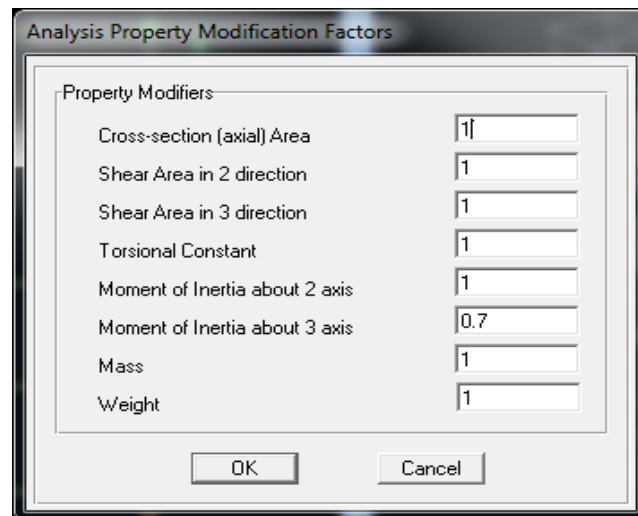 Analysis Property Modification Factors
Property Modifiers
Cross-section (axial) Area 1
Shear Area in 2 direction 1
Shear Area in 3 direction 1
Torsional Constant 1
Moment of Inertia about 2 axis 1
Moment of Inertia about 3 axis 0.7
Mass 1
Weight 1
OK Cancel